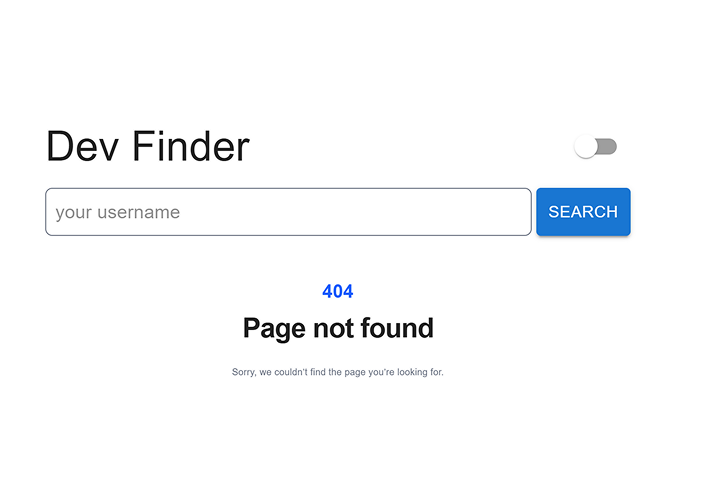 Dev Finder
your username
SEARCH
404
Page not found
Sorry, we couldn't find the page you're looking for.